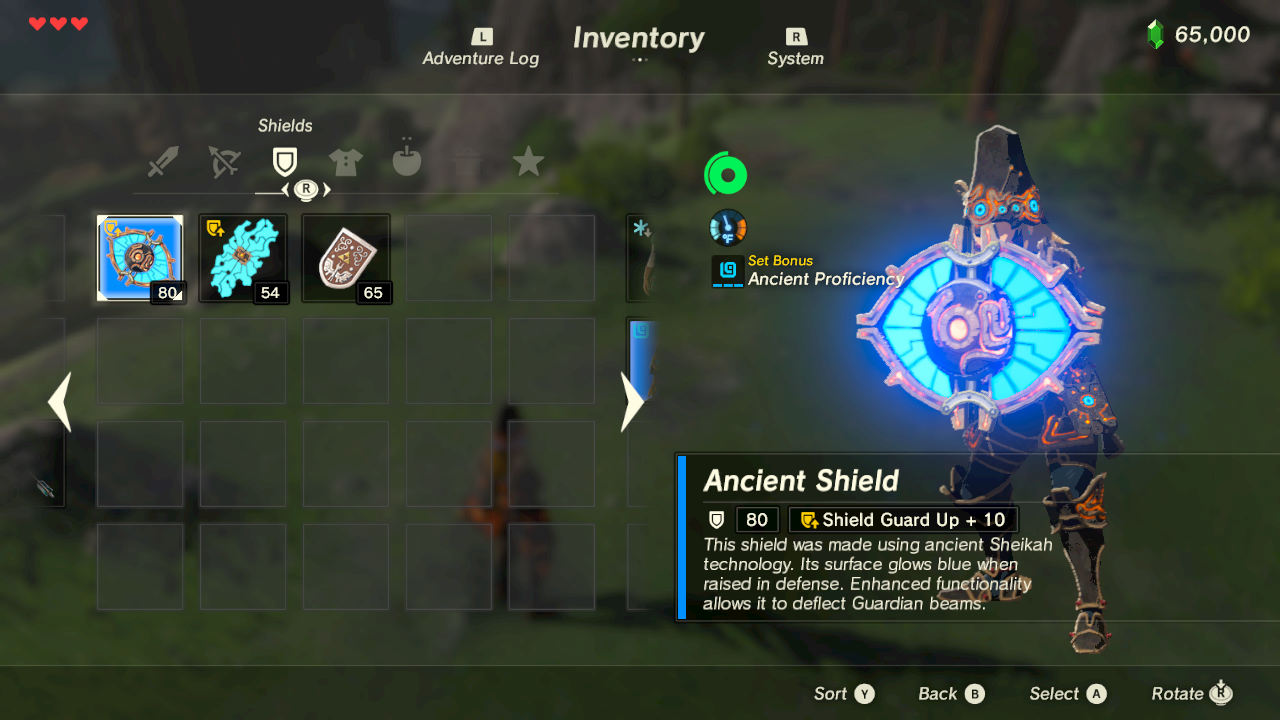 L
Adventure Log
Inventory
R
System
65,000
Shields
R
80
54
65
°F
Set Bonus
Ancient Proficiency
Ancient Shield
80
Shield Guard Up + 10
This shield was made using ancient Sheikah
technology. Its surface glows blue when
raised in defense. Enhanced functionality
allows it to deflect Guardian beams.
Sort Y
Back B
Select A
Rotate R